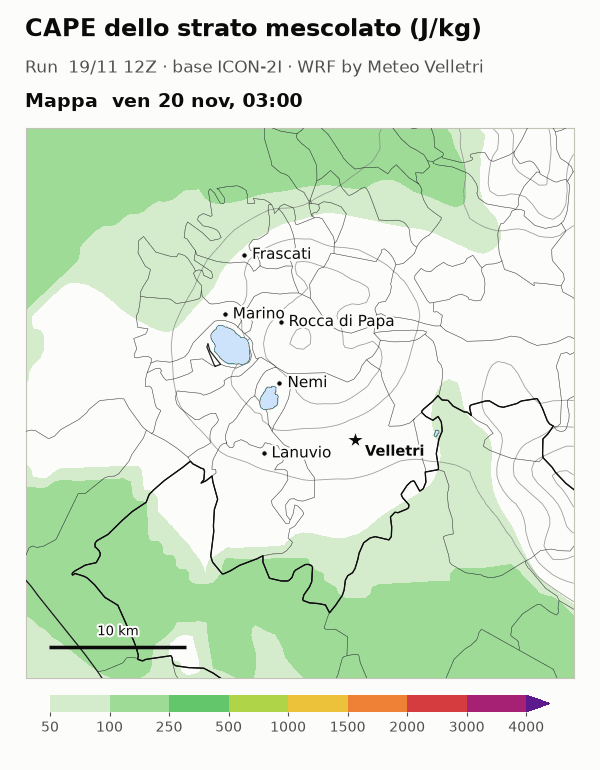 CAPE dello strato mescolato (J/kg)
Run  19/11 12Z · base ICON-2I · WRF by Meteo Velletri
Mappa  ven 20 nov, 03:00
Frascati
Marino
Rocca di Papa
Nemi
Velletri
Lanuvio
10 km
50 100 250 500 1000 1500 2000 3000 4000